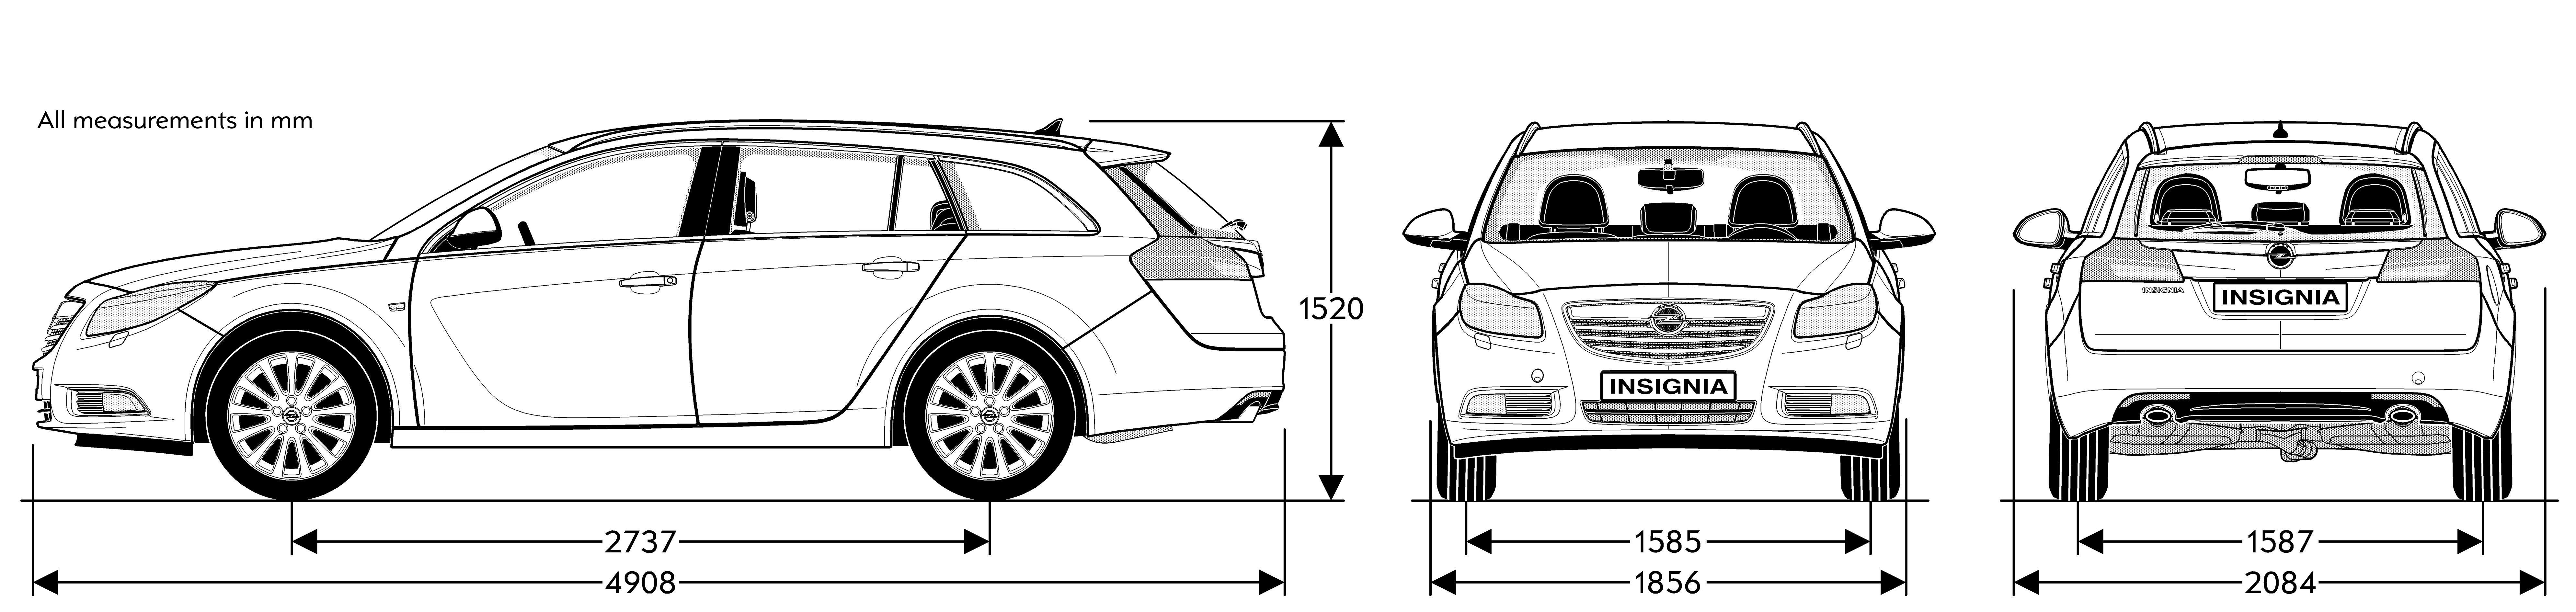 All measurements in mm
1520
2737
4908
INSIGNIA
1585
1856
INSIGNIA
INSIGNIA
1587
2084